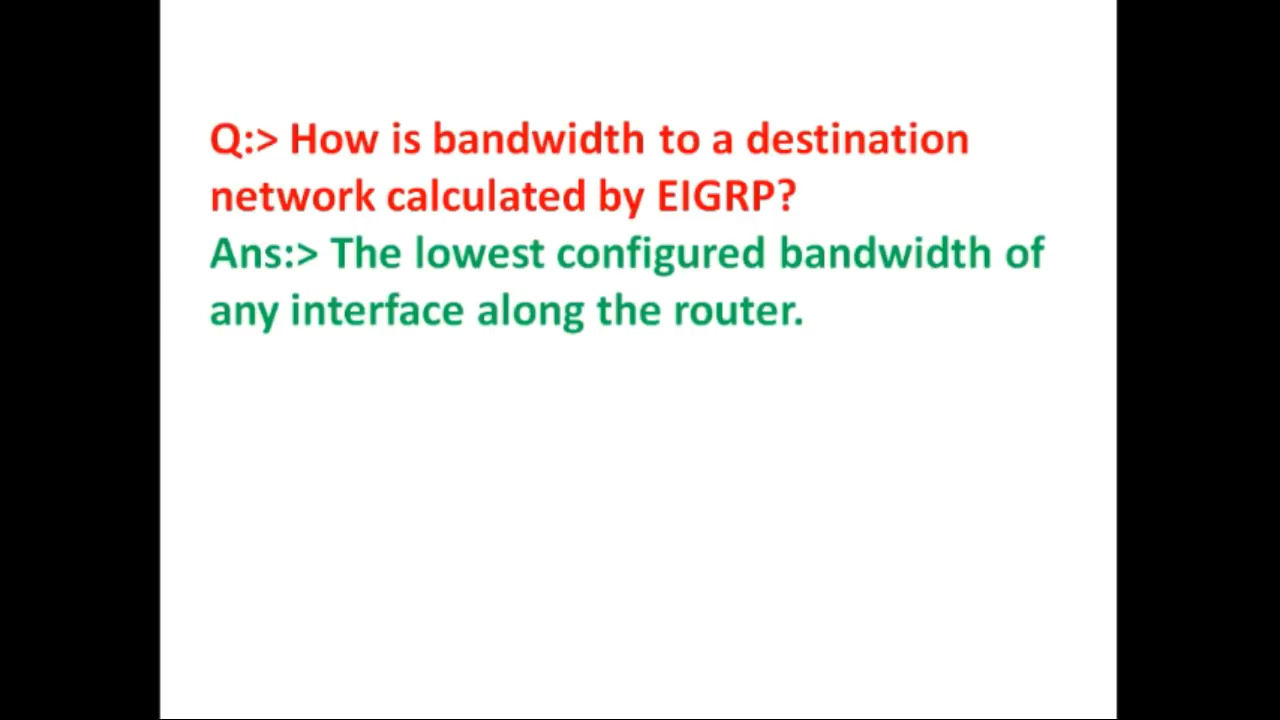 Q:> How is bandwidth to a destination
network calculated by EIGRP?
Ans:> The lowest configured bandwidth of
any interface along the router.